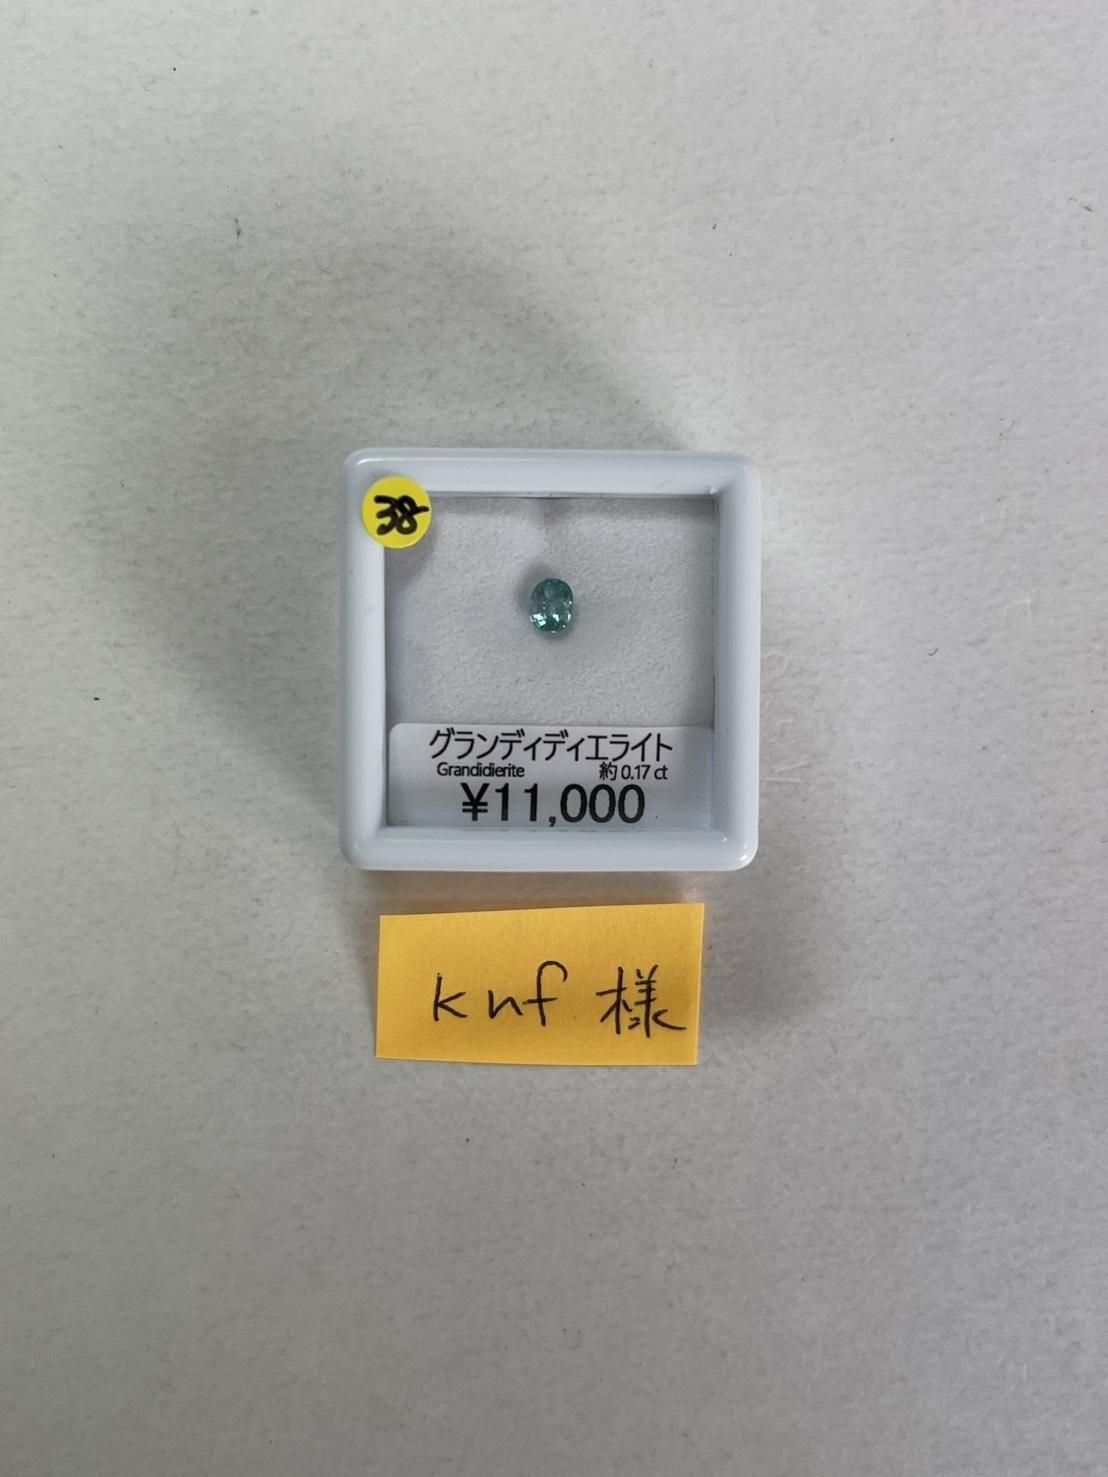 38
グランディディエライト
Grandidierite 約 0.17 ct
¥11,000
knf 様